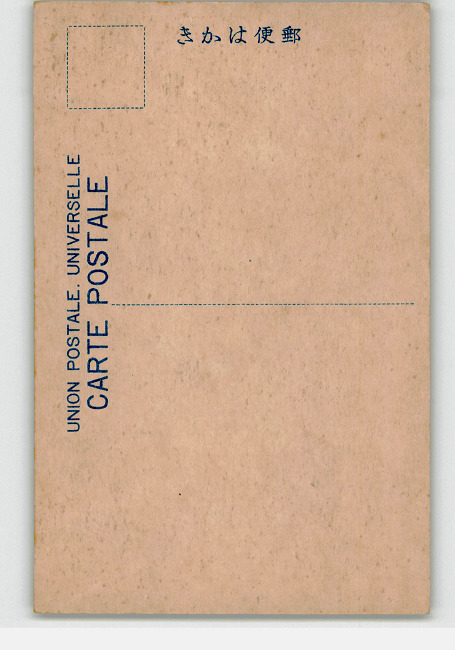 きかは便郵
UNION POSTALE. UNIVERSELLE
CARTE POSTALE